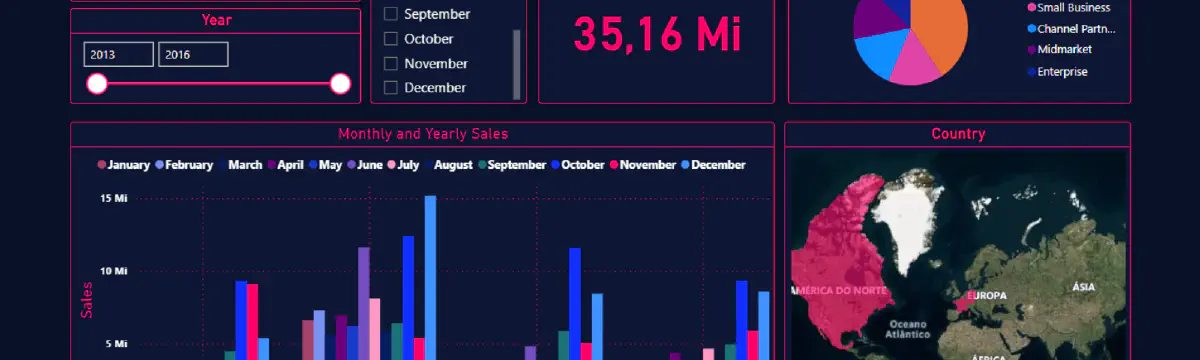 Year
2013
2016
September
October
November
December
35,16 Mi
Small Business
Channel Partn...
Midmarket
Enterprise
Monthly and Yearly Sales
January February March April May June July August September October November December
15 Mi
10 Mi
5 Mi
Sales
Country
AMÉRICA DO NORTE
EUROPA
ÁSIA
Oceano
Atlântico
ÁFRICA